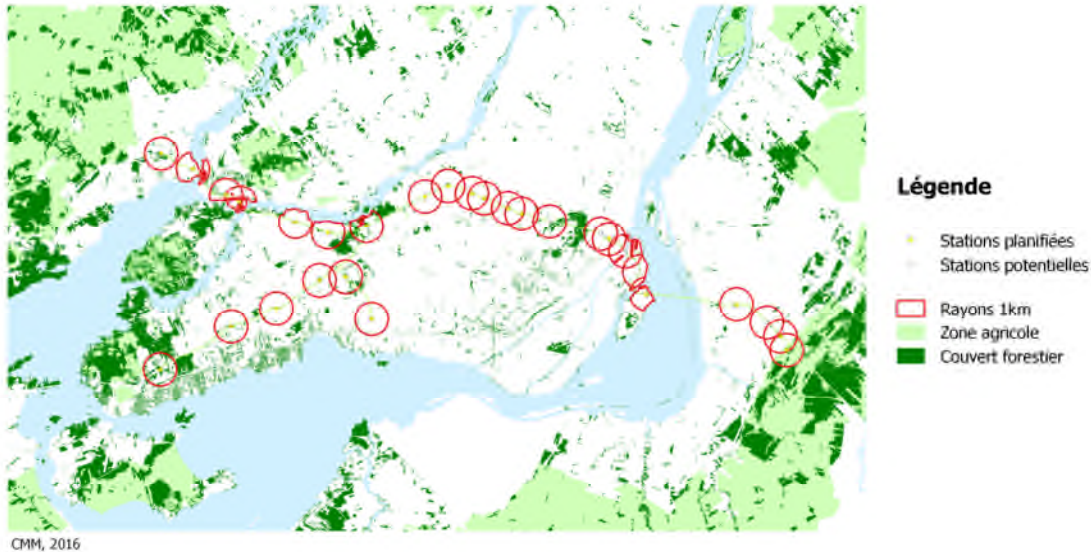 Légende
Stations planifiées
Stations potentielles
Rayons 1km
Zone agricole
Couvert forestier
CMM, 2016